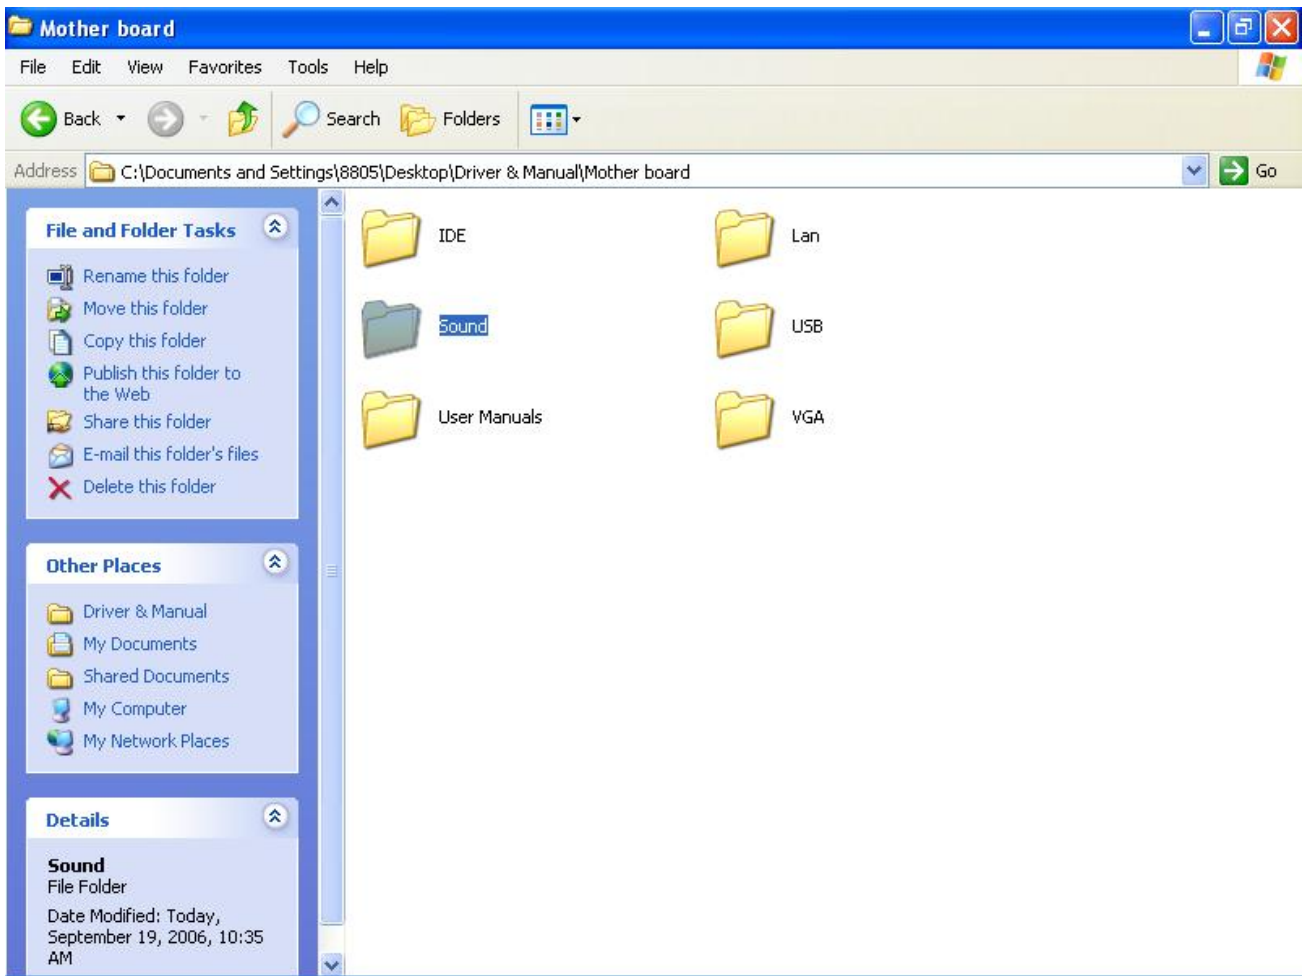 Mother board
File Edit View Favorites Tools Help
Back Search Folders
Address C:\Documents and Settings\8805\Desktop\Driver & Manual\Mother board Go
File and Folder Tasks
Rename this folder
Move this folder
Copy this folder
Publish this folder to
the Web
Share this folder
E-mail this folder's files
Delete this folder
Other Places
Driver & Manual
My Documents
Shared Documents
My Computer
My Network Places
Details
Sound
File Folder
Date Modified: Today,
September 19, 2006, 10:35
AM
IDE Lan
Sound USB
User Manuals VGA